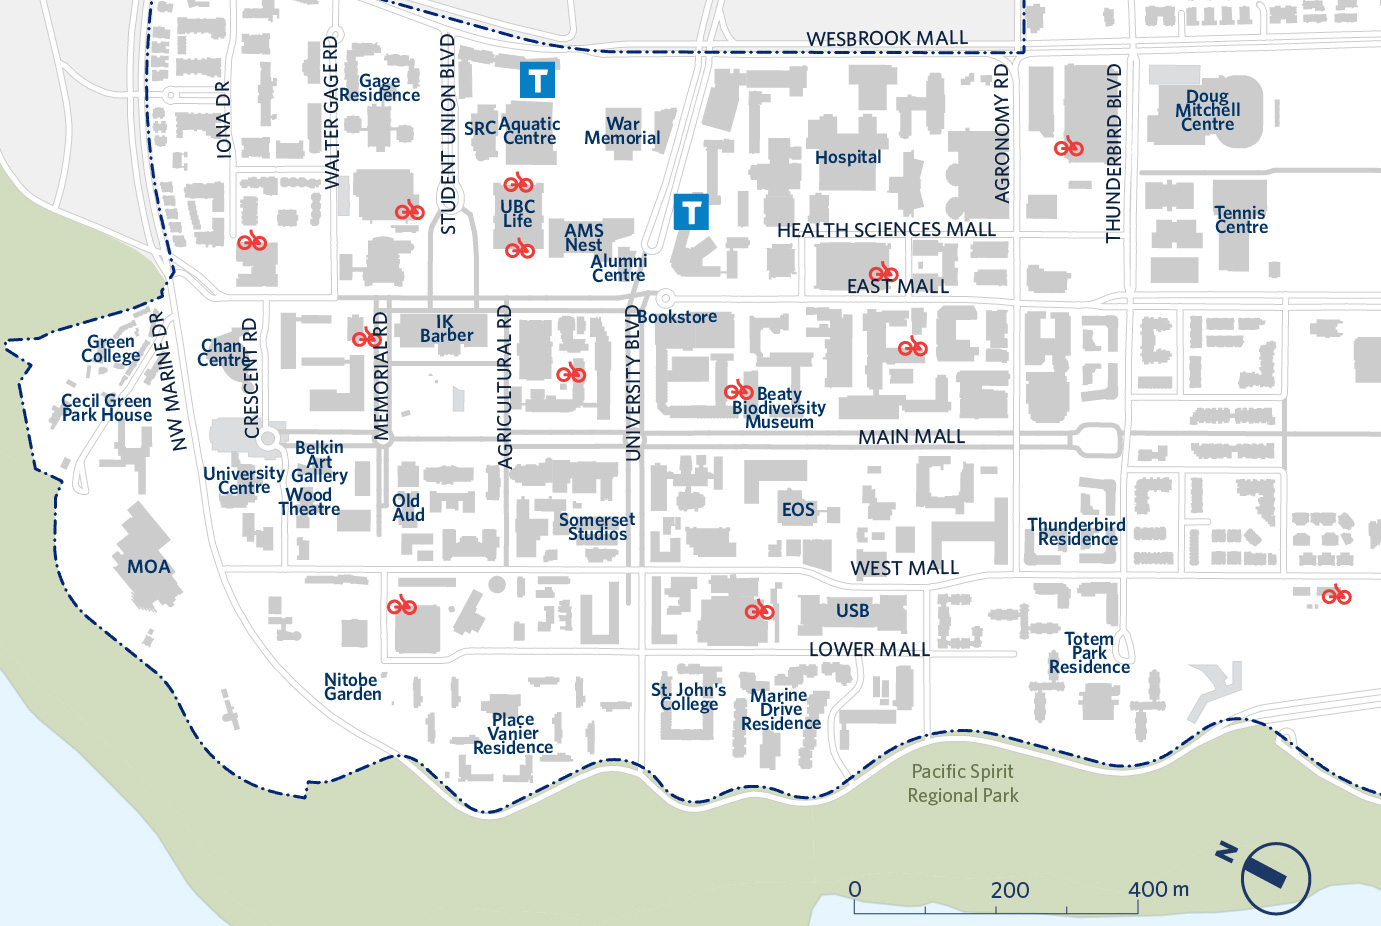 WESBROOK MALL
IONA DR
WALTER GAGE RD
Gage
Residence
STUDENT UNION BLVD
T
SRC
Aquatic
Centre
War
Memorial
Hospital
AGRONOMY RD
THUNDERBIRD BLVD
Doug
Mitchell
Centre
UBC
Life
T
AMS
Nest
Alumni
Centre
HEALTH SCIENCES MALL
Tennis
Centre
EAST MALL
Green
College
NW MARINE DR
Chan
Centre
CRESCENT RD
MEMORIAL RD
IK
Barber
AGRICULTURAL RD
UNIVERSITY BLVD
Bookstore
Cecil Green
Park House
Beaty
Biodiversity
Museum
MAIN MALL
University
Centre
Belkin
Art
Gallery
Wood
Theatre
Old
Aud
Somerset
Studios
EOS
Thunderbird
Residence
MOA
WEST MALL
USB
LOWER MALL
Totem
Park
Residence
Nitobe
Garden
Place
Vanier
Residence
St. John's
College
Marine
Drive
Residence
Pacific Spirit
Regional Park
N
0 200 400 m